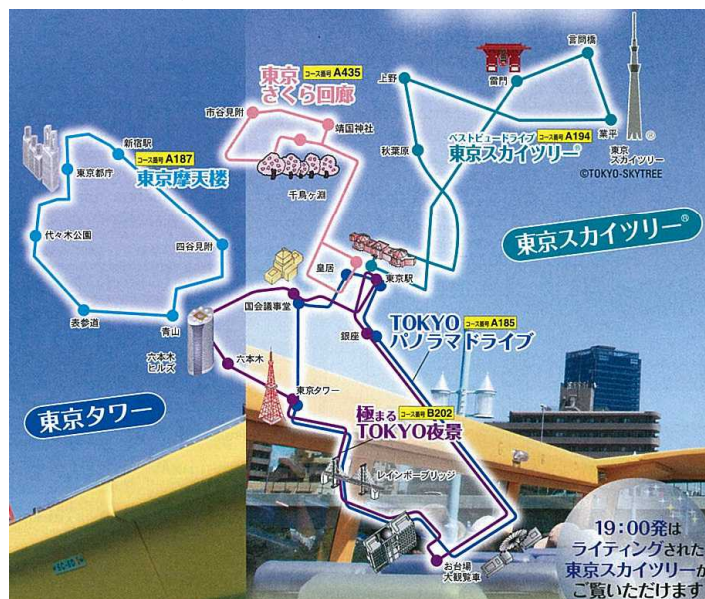 コース番号 A435
東京
さくら回廊
市谷見附
靖国神社
千鳥ヶ淵
言問橋
雷門
上野
業平
秋葉原
コース番号 A194
ベストビュードライブ
東京スカイツリー®
東京
スカイツリー
©TOKYO-SKYTREE
新宿駅
コース番号 A187
東京摩天楼
東京都庁
代々木公園
四谷見附
表参道
青山
東京スカイツリー®
皇居
東京駅
国会議事堂
銀座
コース番号 A185
TOKYO
パノラマドライブ
六本木
ヒルズ
六本木
東京タワー
東京タワー
極まる
コース番号 B202
TOKYO夜景
レインボーブリッジ
お台場
大観覧車
19:00発は
ライティングされた
東京スカイツリーが
ご覧いただけます